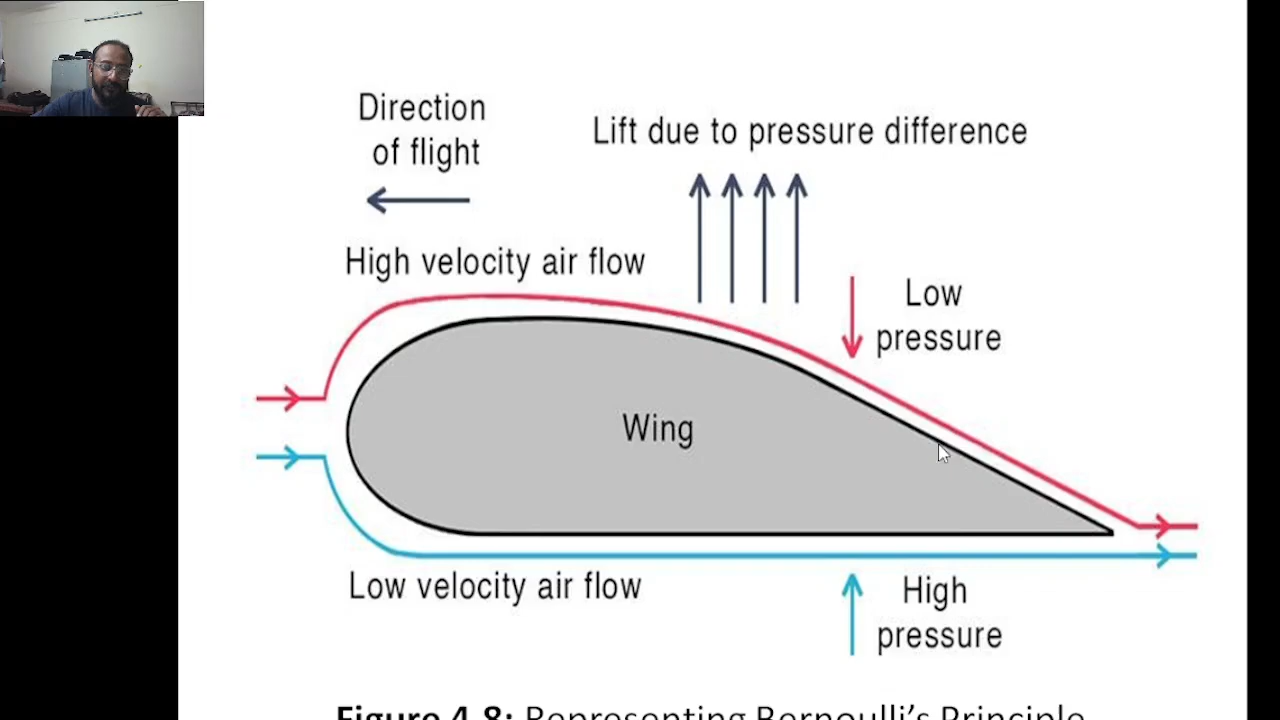 Direction
of flight
Lift due to pressure difference
High velocity air flow
Low
pressure
Wing
Low velocity air flow
High
pressure
Figure 4.8: Representing Bernoulli's Principle